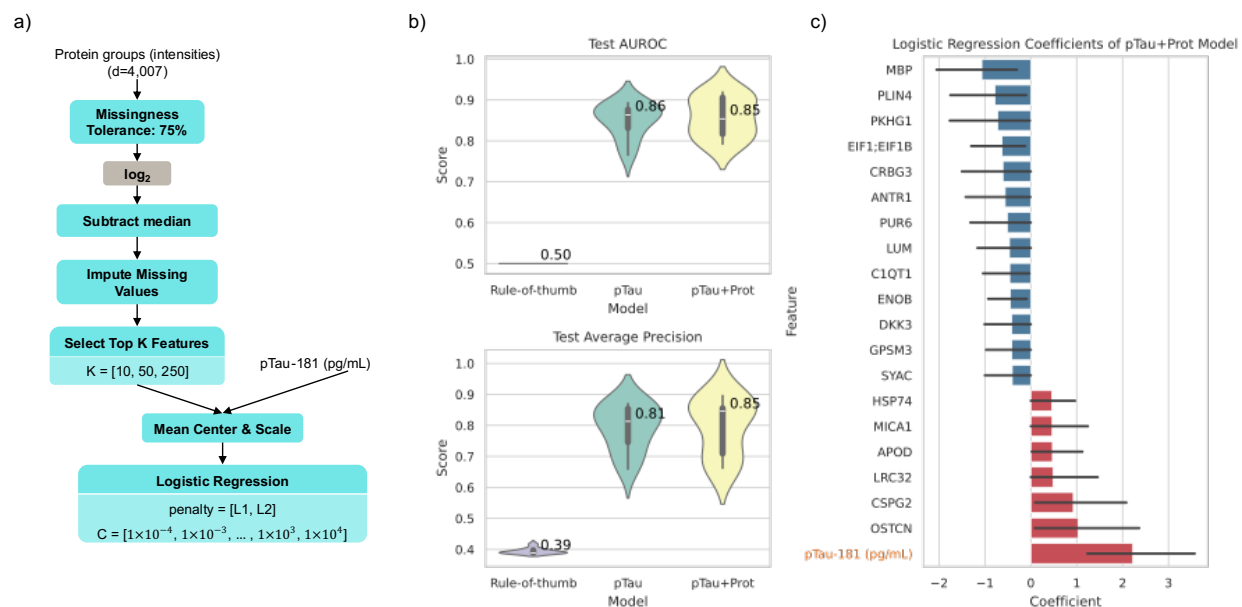 a)
Protein groups (intensities)
(d=4,007)
Missingness
Tolerance: 75%
log₂
Subtract median
Impute Missing
Values
Select Top K Features
K = [10, 50, 250]
pTau-181 (pg/mL)
Mean Center & Scale
Logistic Regression
penalty = [L1, L2]
C = [1×10⁻⁴, 1×10⁻³, ... , 1×10³, 1×10⁴]
b)
Test AUROC
Score
1.0
0.9
0.8
0.7
0.6
0.5
0.50
0.86
0.85
Rule-of-thumb
pTau
pTau+Prot
Model
Test Average Precision
Score
1.0
0.9
0.8
0.7
0.6
0.5
0.4
0.39
0.81
0.85
Rule-of-thumb
pTau
pTau+Prot
Model
c)
Logistic Regression Coefficients of pTau+Prot Model
Feature
MBP
PLIN4
PKHG1
EIF1;EIF1B
CRBG3
ANTR1
PUR6
LUM
C1QT1
ENOB
DKK3
GPSM3
SYAC
HSP74
MICA1
APOD
LRC32
CSPG2
OSTCN
pTau-181 (pg/mL)
−2
−1
0
1
2
3
Coefficient